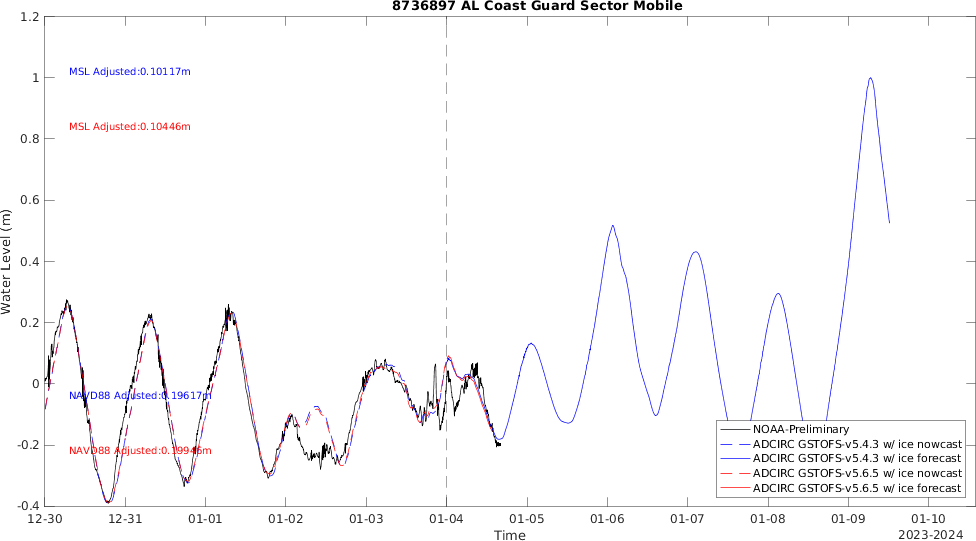 8736897 AL Coast Guard Sector Mobile
1.2
1
0.8
0.6
0.4
0.2
0
-0.2
-0.4
Water Level (m)
MSL Adjusted:0.10117m
MSL Adjusted:0.10446m
NAVD88 Adjusted:0.19617m
NAVD88 Adjusted:0.19946m
NOAA-Preliminary
ADCIRC GSTOFS-v5.4.3 w/ ice nowcast
ADCIRC GSTOFS-v5.4.3 w/ ice forecast
ADCIRC GSTOFS-v5.6.5 w/ ice nowcast
ADCIRC GSTOFS-v5.6.5 w/ ice forecast
12-30 12-31 01-01 01-02 01-03 01-04 01-05 01-06 01-07 01-08 01-09 01-10
Time
2023-2024